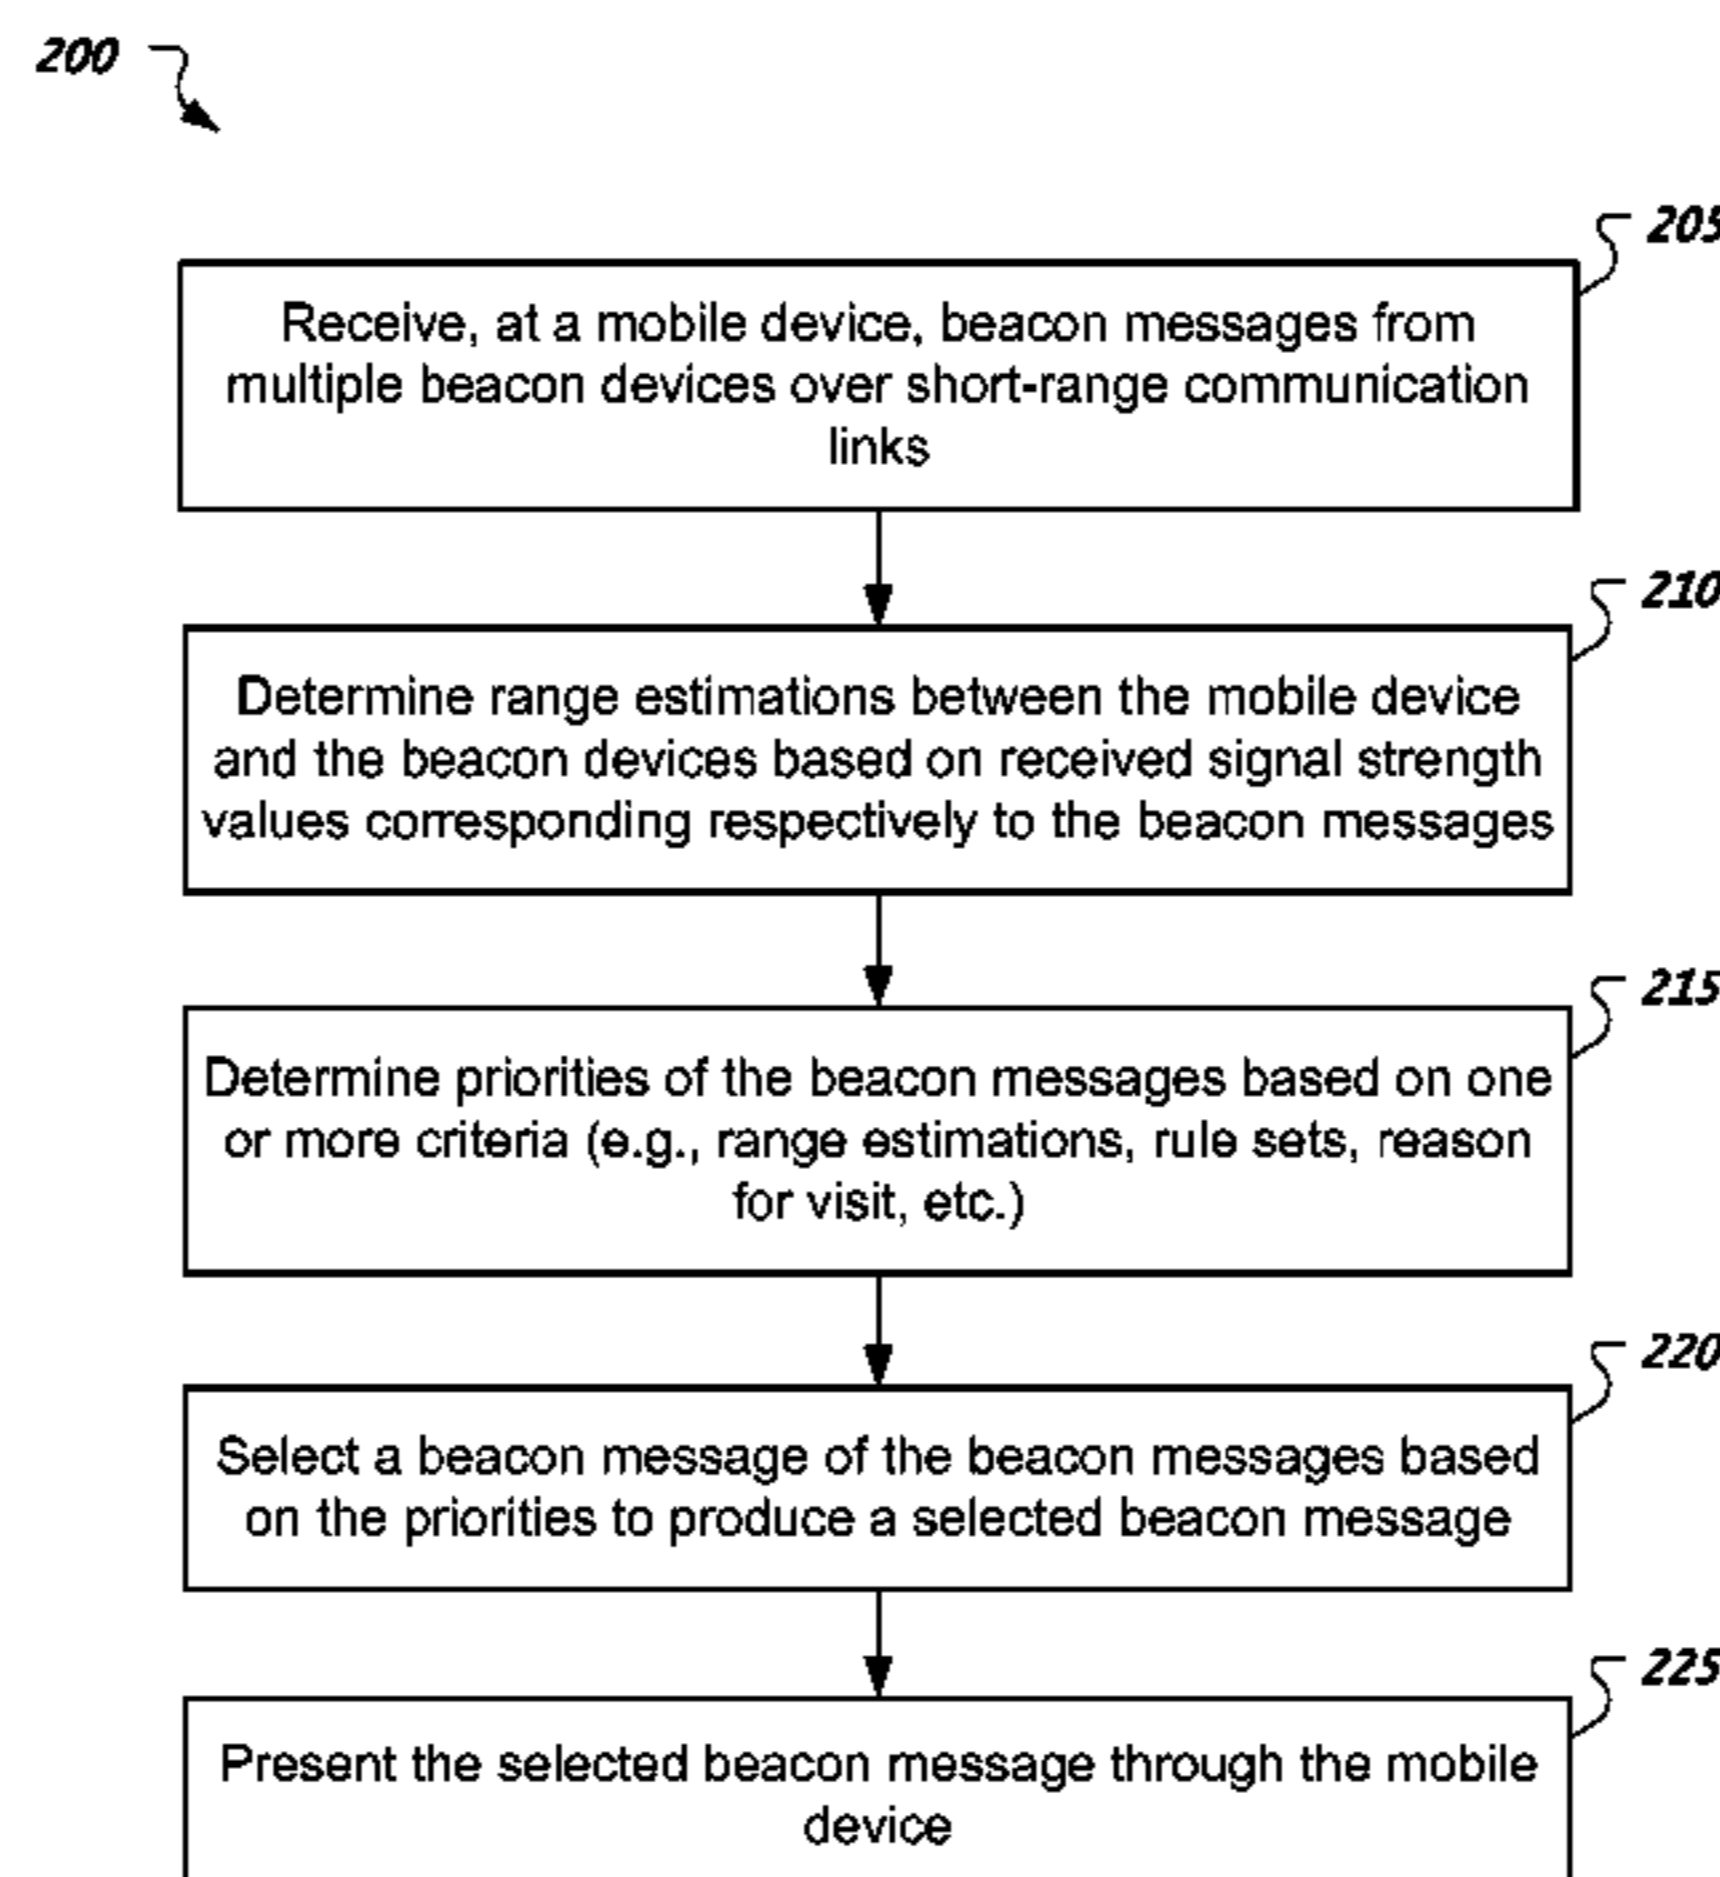 200
205
Receive, at a mobile device, beacon messages from
multiple beacon devices over short-range communication
links
210
Determine range estimations between the mobile device
and the beacon devices based on received signal strength
values corresponding respectively to the beacon messages
215
Determine priorities of the beacon messages based on one
or more criteria (e.g., range estimations, rule sets, reason
for visit, etc.)
220
Select a beacon message of the beacon messages based
on the priorities to produce a selected beacon message
225
Present the selected beacon message through the mobile
device